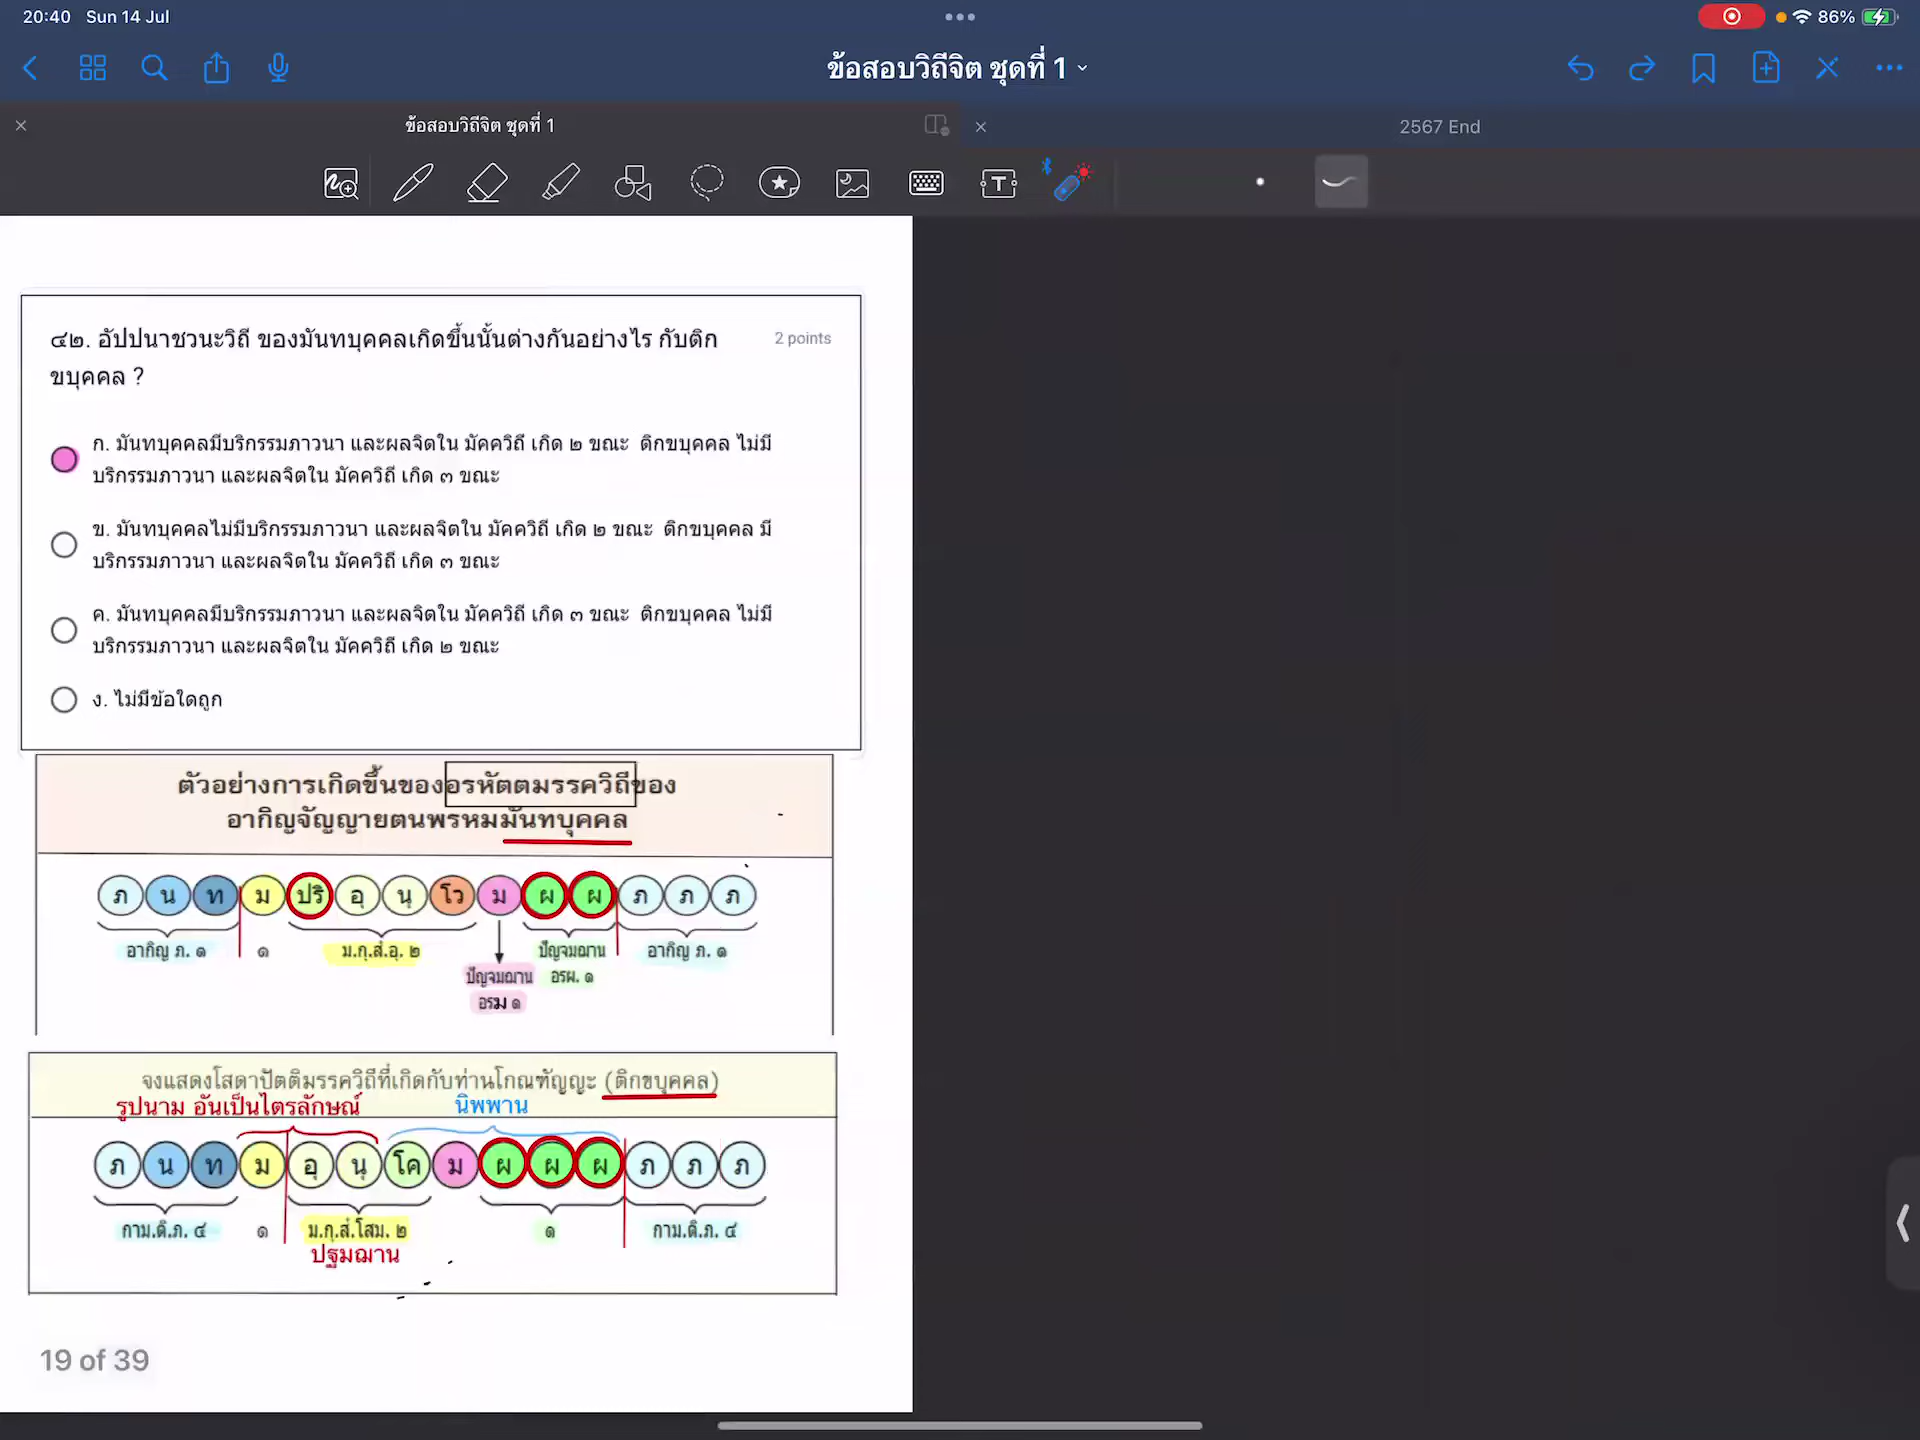 20:40 Sun 14 Jul
86%
ข้อสอบวิถีจิต ชุดที่ 1
ข้อสอบวิถีจิต ชุดที่ 1
2567 End
๔๒. อัปปนาชวนะวิถี ของมันทบุคคลเกิดขึ้นนั้นต่างกันอย่างไร กับติก
ขบุคคล ?
2 points
ก. มันทบุคคลมีบริกรรมภาวนา และผลจิตใน มัคควิถี เกิด ๒ ขณะ ติกขบุคคล ไม่มี
บริกรรมภาวนา และผลจิตใน มัควิถี เกิด ๓ ขณะ
ข. มันทบุคคลไม่มีบริกรรมภาวนา และผลจิตใน มัควิถี เกิด ๒ ขณะ ติกขบุคคล มี
บริกรรมภาวนา และผลจิตใน มัควิถี เกิด ๓ ขณะ
ค. มันทบุคคลมีบริกรรมภาวนา และผลจิตใน มัควิถี เกิด ๓ ขณะ ติกขบุคคล ไม่มี
บริกรรมภาวนา และผลจิตใน มัควิถี เกิด ๒ ขณะ
ง. ไม่มีข้อใดถูก
ตัวอย่างการเกิดขึ้นของอรหัตตมรรควิถีของ
อากิญจัญญายตนพรหมมันทบุคคล
ภ น ท ม ปริ อุ นุ โว ม ผ ผ ภ ภ ภ
อากิญ ภ. ๑ ๑ ม.กุ.ส๋.อุ. ๒ ปัญจมฌาน อากิญ ภ. ๑
ปัญจมฌาน อรผ. ๑
อรม ๑
จงแสดงโสดาปัตติมรรควิถีที่เกิดกับท่านโกณฑัญญะ (ติกขบุคคล)
รูปนาม อันเป็นไตรลักษณ์ นิพพาน
ภ น ท ม อุ นุ โค ม ผ ผ ผ ภ ภ ภ
กาม.ติ.ภ. ๔ ๑ ม.กุ.ส๋.โสม. ๒ ๑ กาม.ติ.ภ. ๔
ปฐมฌาน
19 of 39